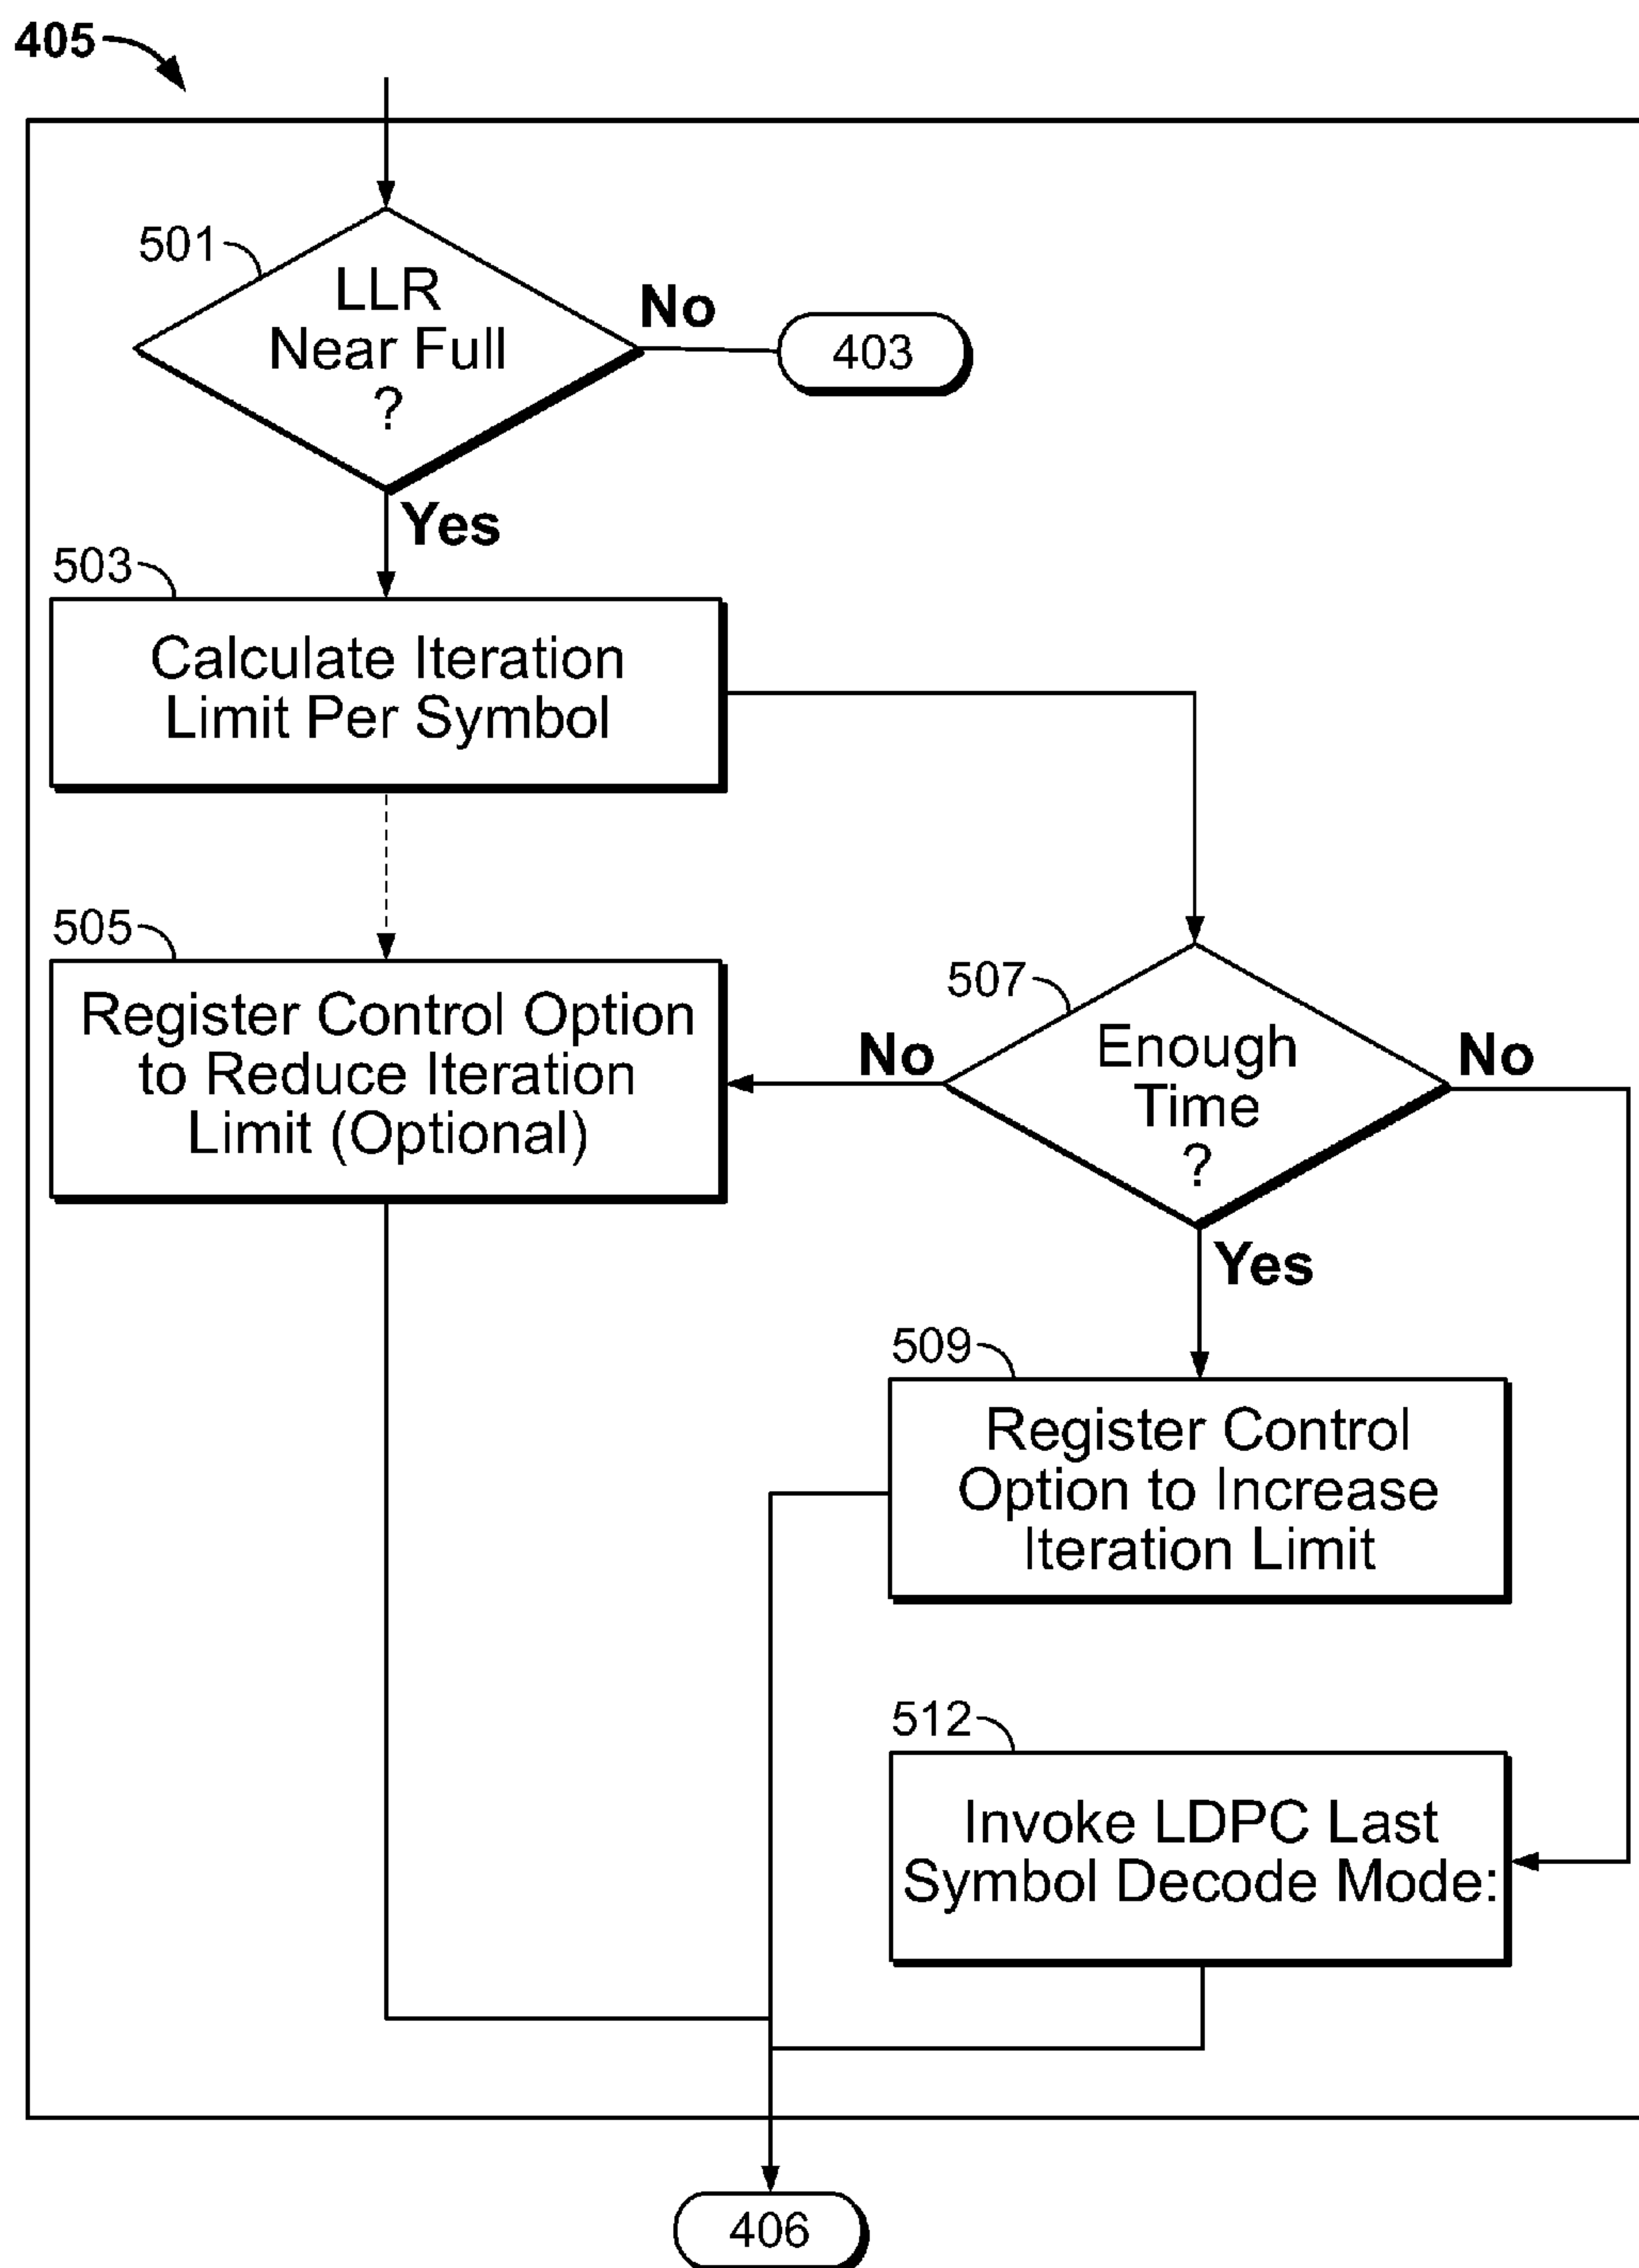 405
501
LLR
Near Full
?
No
403
Yes
503
Calculate Iteration
Limit Per Symbol
505
Register Control Option
to Reduce Iteration
Limit (Optional)
507
No
Enough
Time
?
No
Yes
509
Register Control
Option to Increase
Iteration Limit
512
Invoke LDPC Last
Symbol Decode Mode:
406